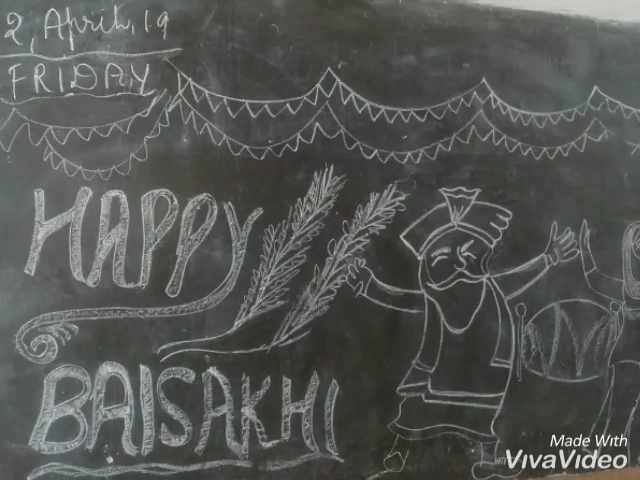 2, April, 19
FRIDAY
HAPPY
BAISAKHI
Made With
VivaVideo